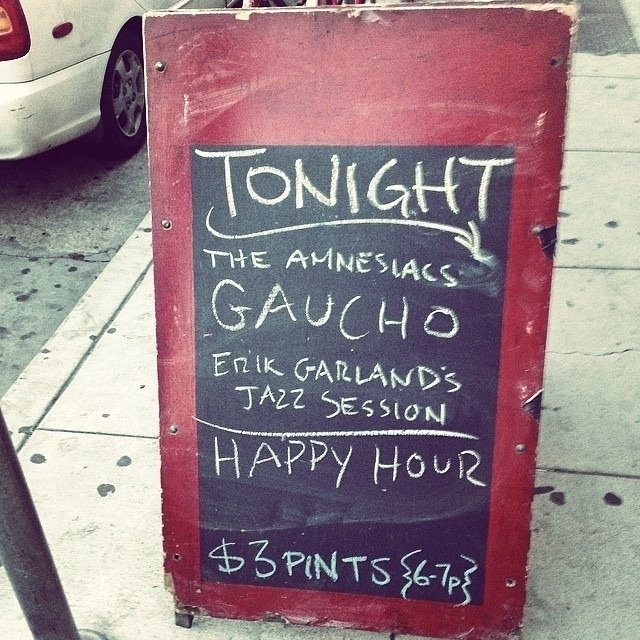 TONIGHT
THE AMNESIACS
GAUCHO
ERIK GARLAND'S
JAZZ SESSION
HAPPY HOUR
$3 PINTS {6-7p}